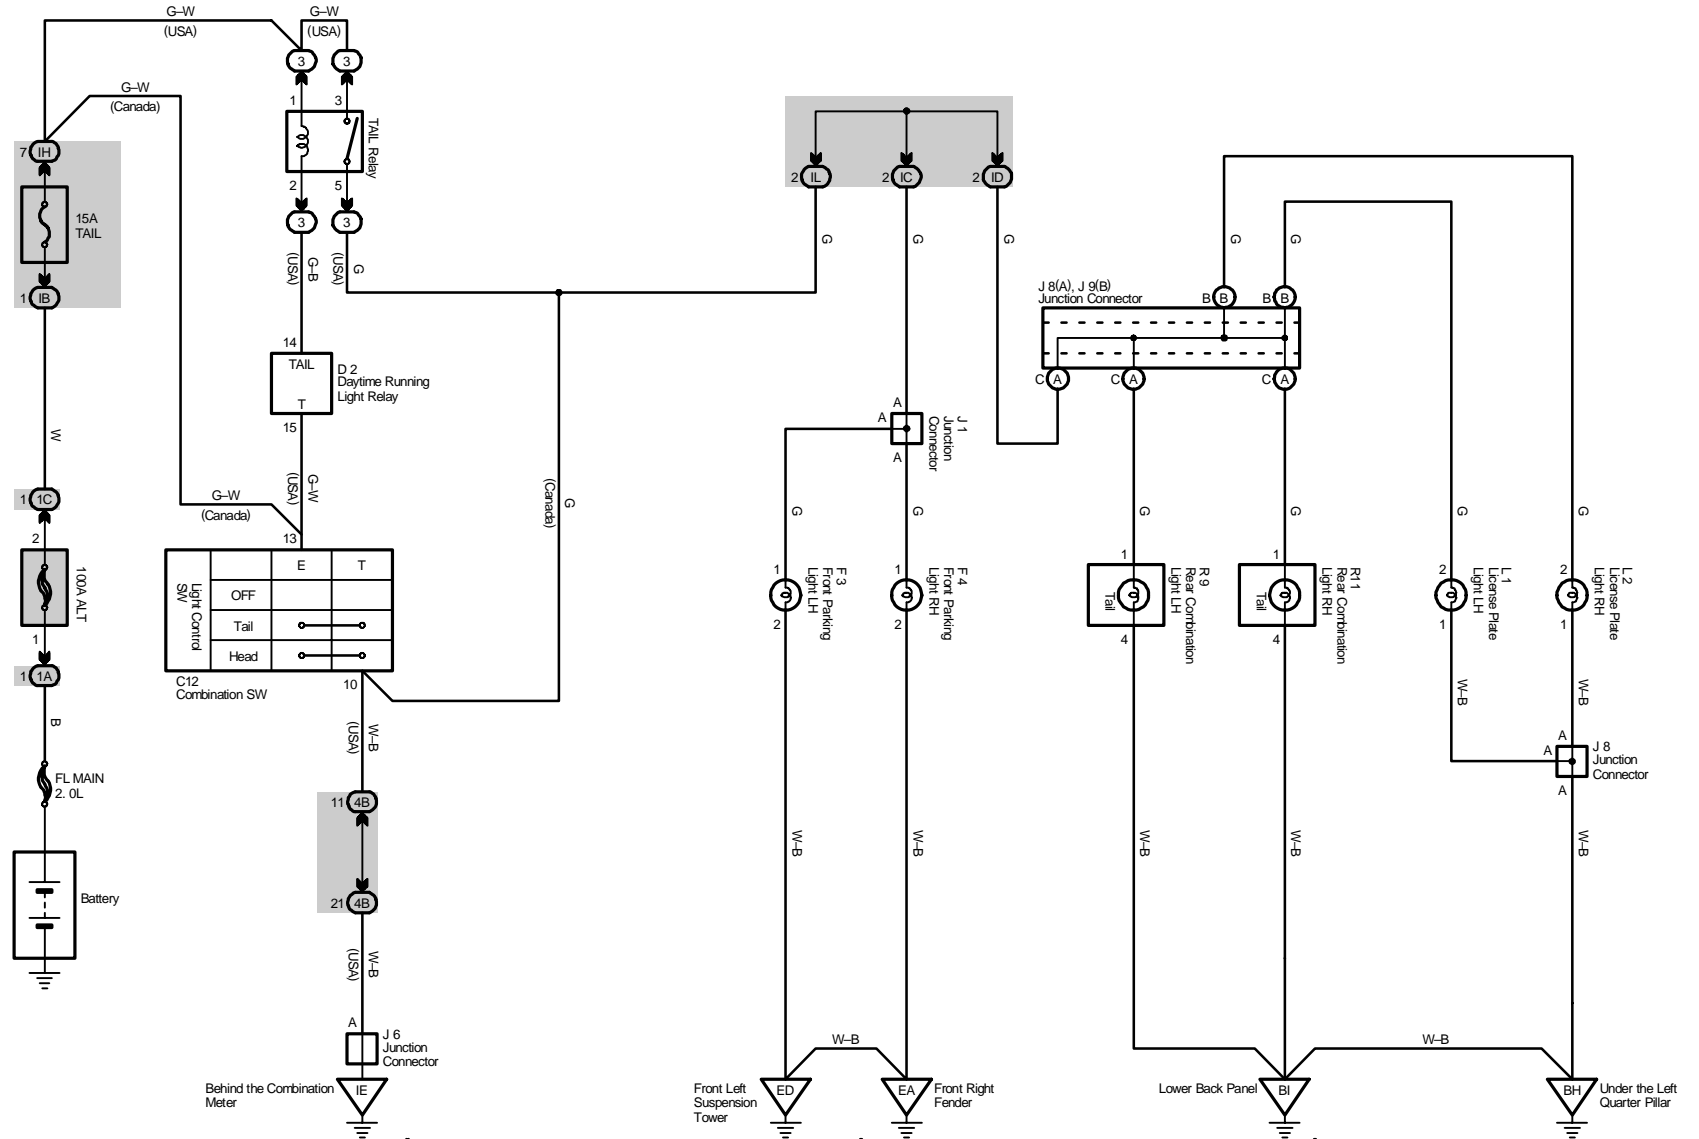 G–W
(USA)
G–W
(USA)
3
3
G–W
(Canada)
1
3
TAIL Relay
2
5
3
3
7
IH
15A
TAIL
1
IB
G–B
(USA)
G
(USA)
2
IL
2
IC
2
ID
G
G
G
G
G
J 8(A), J 9(B)
Junction Connector
B
B
B
B
C
A
C
A
C
A
14
TAIL
T
15
D 2
Daytime Running
Light Relay
W
1
1C
2
100A ALT
1
1
1A
B
FL MAIN
2. 0L
Battery
G–W
(USA)
G–W
(Canada)
13
E
T
OFF
Tail
Head
Light Control
SW
C12
Combination SW
10
G
(Canada)
W–B
(USA)
11
4B
21
4B
W–B
(USA)
A
J 6
Junction
Connector
Behind the Combination
Meter
IE
A
A
A
J 1
Junction
Connector
G
G
G
G
G
G
1
F 3
Front Parking
Light LH
2
1
F 4
Front Parking
Light RH
2
1
Tail
R 9
Rear Combination
Light LH
4
1
Tail
R11
Rear Combination
Light RH
4
2
L 1
License Plate
Light LH
1
2
L 2
License Plate
Light RH
1
W–B
W–B
A
A
A
J 8
Junction
Connector
W–B
W–B
W–B
W–B
W–B
W–B
W–B
Front Left
Suspension
Tower
ED
EA
Front Right
Fender
Lower Back Panel
BI
BH
Under the Left
Quarter Pillar